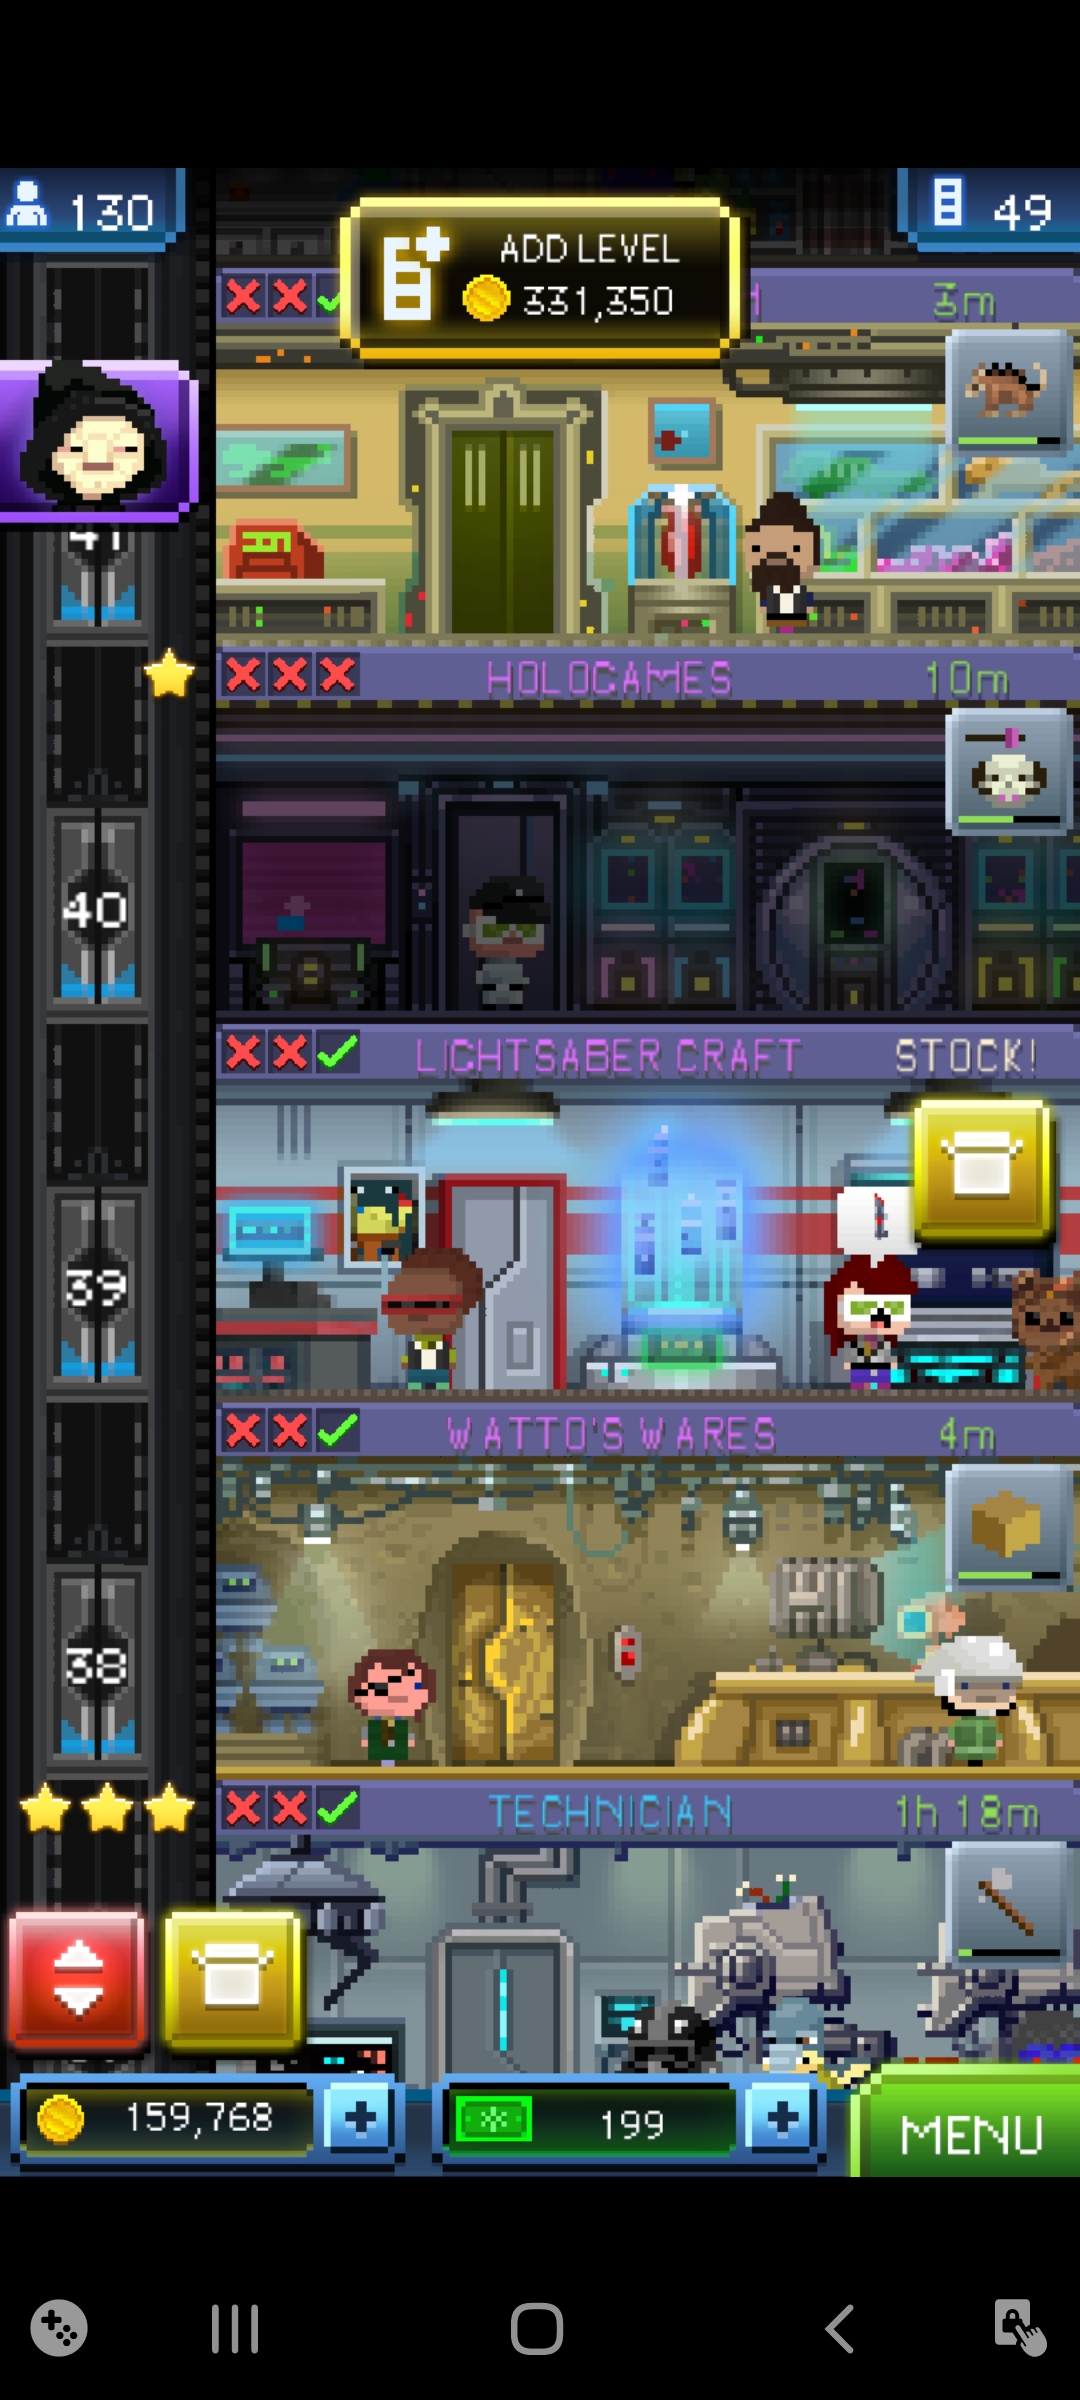 130
49
ADD LEVEL
331,350
3m
41
HOLOGAMES
10m
40
LIGHTSABER CRAFT
STOCK!
39
WATTO'S WARES
4m
38
TECHNICIAN
1h 18m
159,768
199
MENU